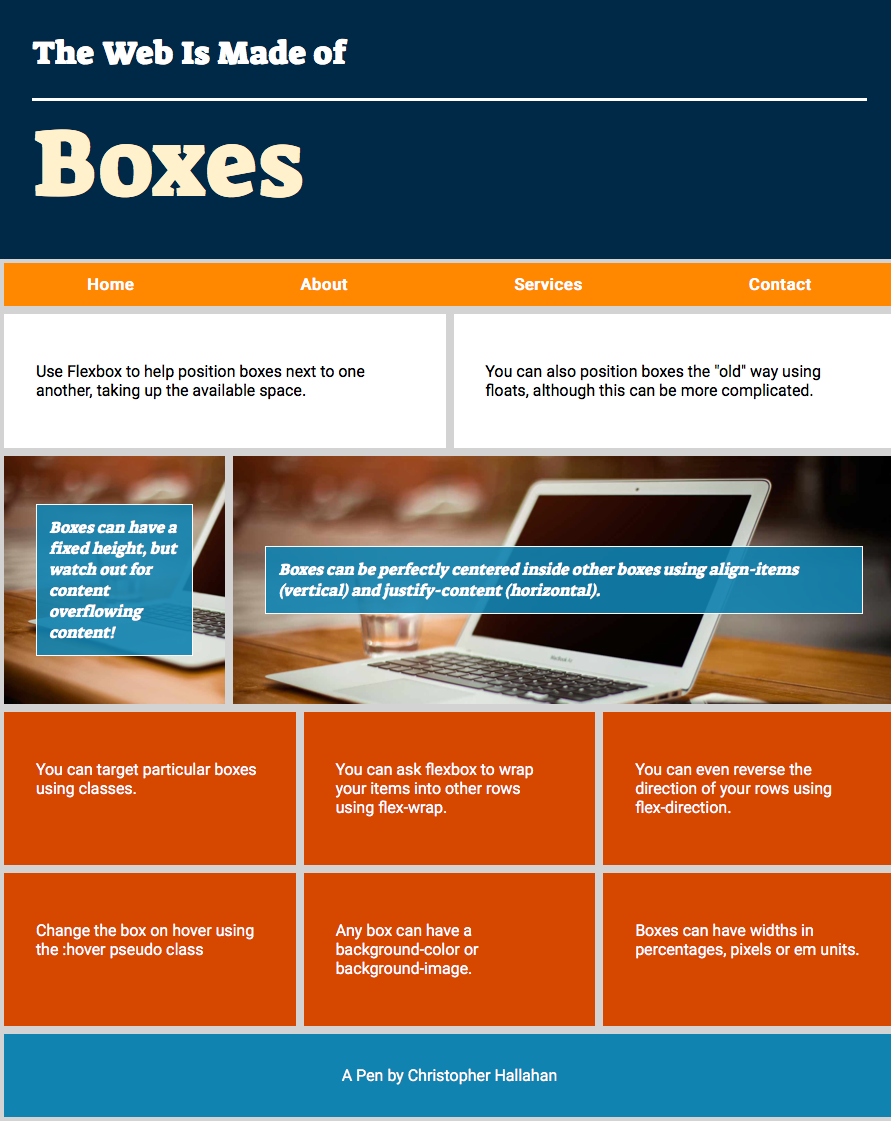 The Web Is Made of
Boxes
Home About Services Contact
Use Flexbox to help position boxes next to one
another, taking up the available space.
You can also position boxes the "old" way using
floats, although this can be more complicated.
Boxes can have a
fixed height, but
watch out for
content
overflowing
content!
Boxes can be perfectly centered inside other boxes using align-items
(vertical) and justify-content (horizontal).
You can target particular boxes
using classes.
You can ask flexbox to wrap
your items into other rows
using flex-wrap.
You can even reverse the
direction of your rows using
flex-direction.
Change the box on hover using
the :hover pseudo class
Any box can have a
background-color or
background-image.
Boxes can have widths in
percentages, pixels or em units.
A Pen by Christopher Hallahan